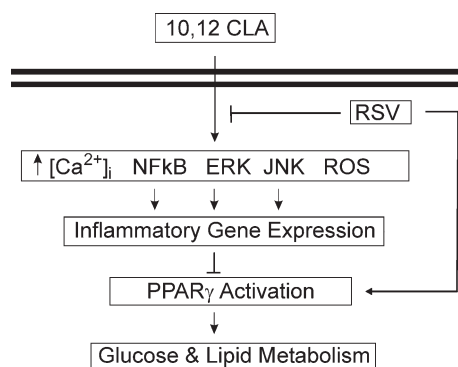 10,12 CLA
RSV
↑ [Ca²⁺]ᵢ NFkB ERK JNK ROS
Inflammatory Gene Expression
PPARγ Activation
Glucose & Lipid Metabolism